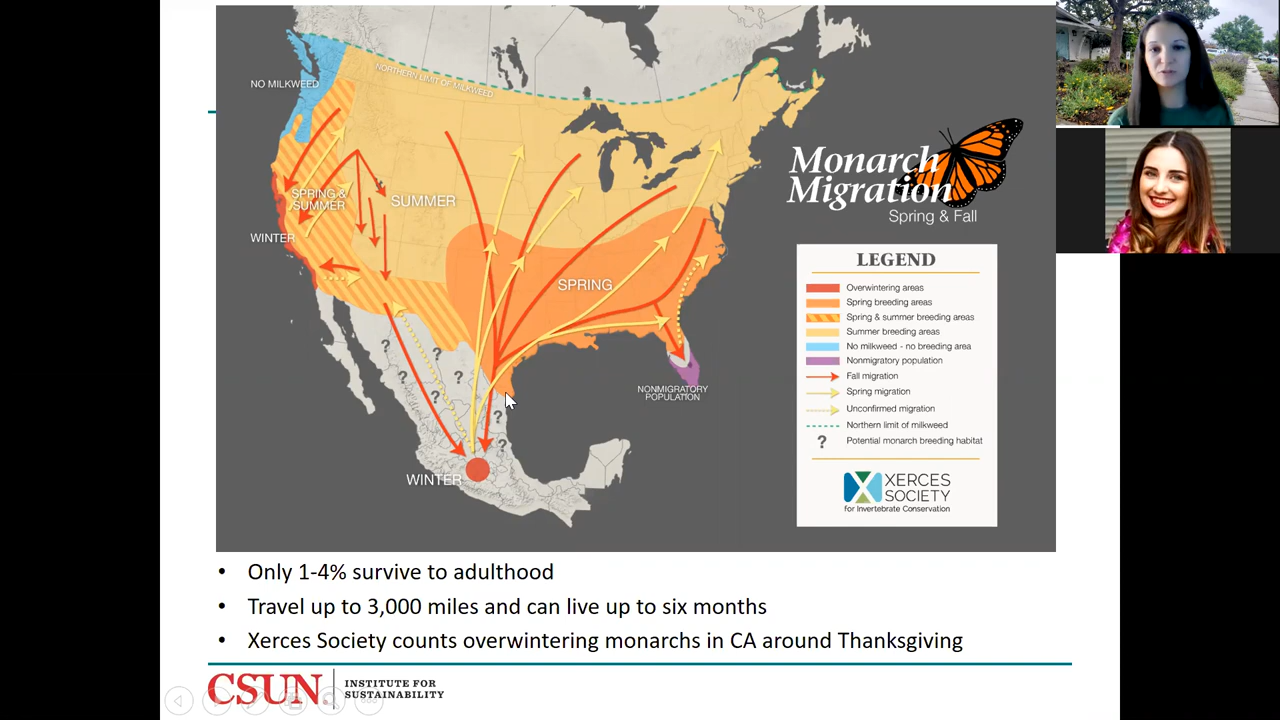 NO MILKWEED
NORTHERN LIMIT OF MILKWEED
SPRING &
SUMMER
SUMMER
WINTER
SPRING
NONMIGRATORY
POPULATION
WINTER
?
?
?
?
?
?
?
?
Monarch
Migration
Spring & Fall
LEGEND
Overwintering areas
Spring breeding areas
Spring & summer breeding areas
Summer breeding areas
No milkweed - no breeding area
Nonmigratory population
Fall migration
Spring migration
Unconfirmed migration
Northern limit of milkweed
? Potential monarch breeding habitat
XERCES
SOCIETY
for Invertebrate Conservation
• Only 1-4% survive to adulthood
• Travel up to 3,000 miles and can live up to six months
• Xerces Society counts overwintering monarchs in CA around Thanksgiving
CSUN
INSTITUTE FOR
SUSTAINABILITY